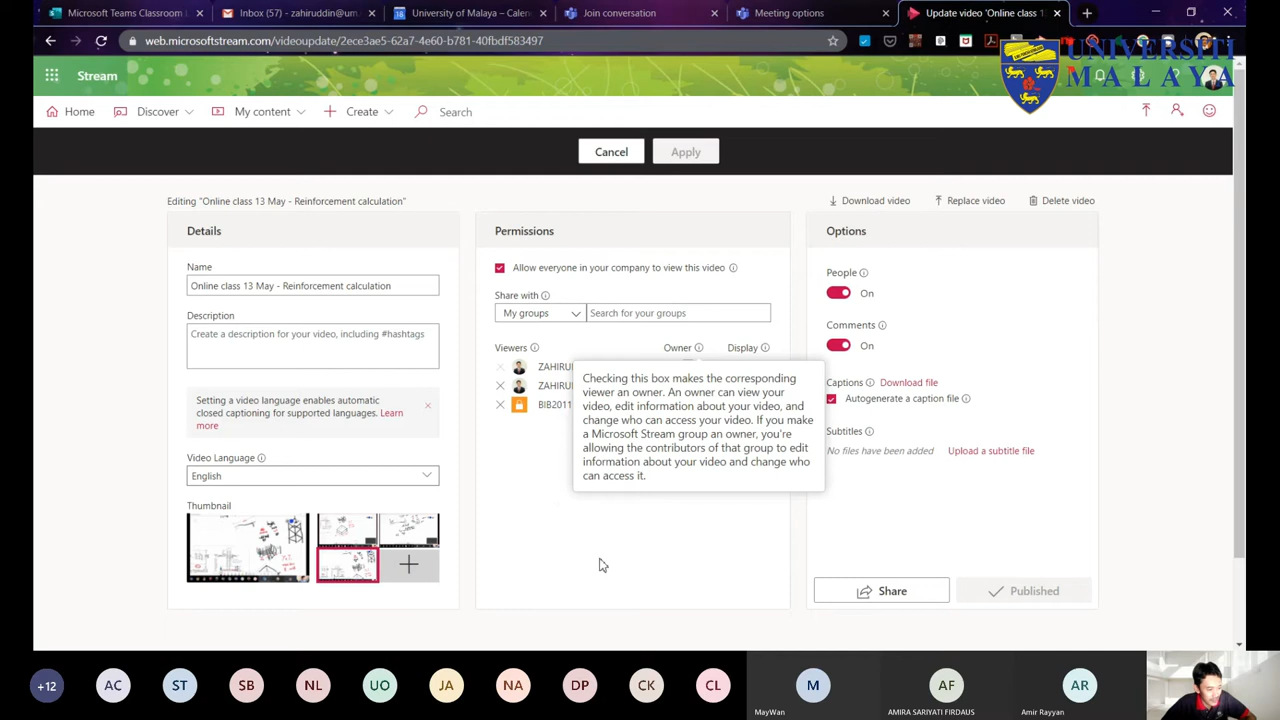 Microsoft Teams Classroom
Inbox (57) - zahiruddin@um.
University of Malaya – Calen
Join conversation
Meeting options
Update video 'Online class 1
web.microsoftstream.com/videoupdate/2ece3ae5-62a7-4e60-b781-40fbdf583497
UNIVERSITI
MALAYA
Stream
Home
Discover
My content
Create
Search
Cancel
Apply
Editing "Online class 13 May - Reinforcement calculation"
Download video
Replace video
Delete video
Details
Name
Online class 13 May - Reinforcement calculation
Description
Create a description for your video, including #hashtags
Setting a video language enables automatic
closed captioning for supported languages. Learn
more
Video Language
English
Thumbnail
Permissions
Allow everyone in your company to view this video
Share with
My groups
Search for your groups
Viewers
Owner
Display
ZAHIRU
ZAHIRU
BIB2011
Checking this box makes the corresponding
viewer an owner. An owner can view your
video, edit information about your video, and
change who can access your video. If you make
a Microsoft Stream group an owner, you're
allowing the contributors of that group to edit
information about your video and change who
can access it.
Options
People
On
Comments
On
Captions
Download file
Autogenerate a caption file
Subtitles
No files have been added
Upload a subtitle file
Share
Published
+12
AC
ST
SB
NL
UO
JA
NA
DP
CK
CL
M
MayWan
AF
AMIRA SARIYATI FIRDAUS
AR
Amir Rayyan